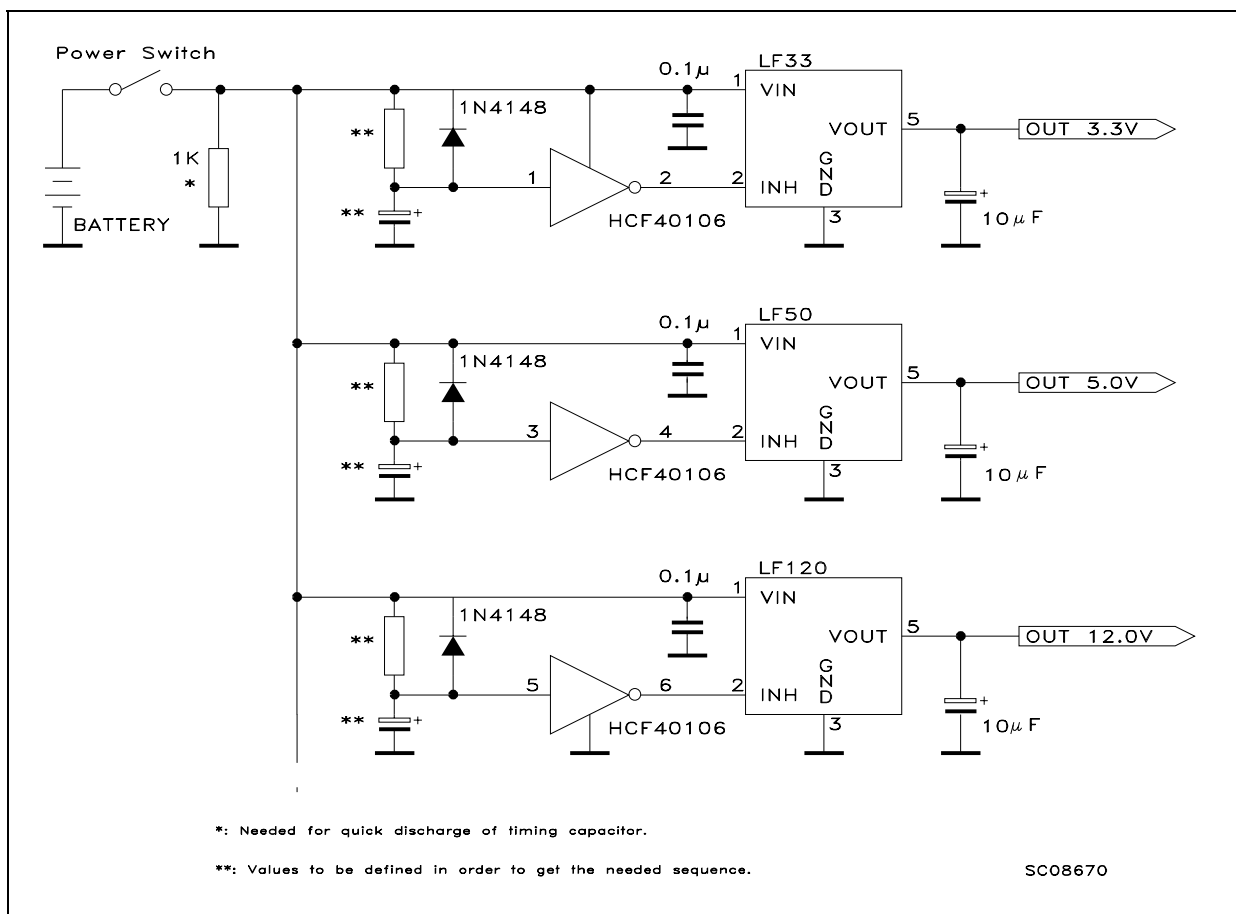 Power Switch
1K
*
BATTERY
**
**
1N4148
1
2
HCF40106
0.1μ
LF33
1
VIN
VOUT
5
2
INH
GND
3
OUT 3.3V
+
+
10μF
**
**
1N4148
3
4
HCF40106
0.1μ
LF50
1
VIN
VOUT
5
2
INH
GND
3
OUT 5.0V
+
+
10μF
**
**
1N4148
5
6
HCF40106
0.1μ
LF120
1
VIN
VOUT
5
2
INH
GND
3
OUT 12.0V
+
+
10μF
*: Needed for quick discharge of timing capacitor.
**: Values to be defined in order to get the needed sequence.
SC08670